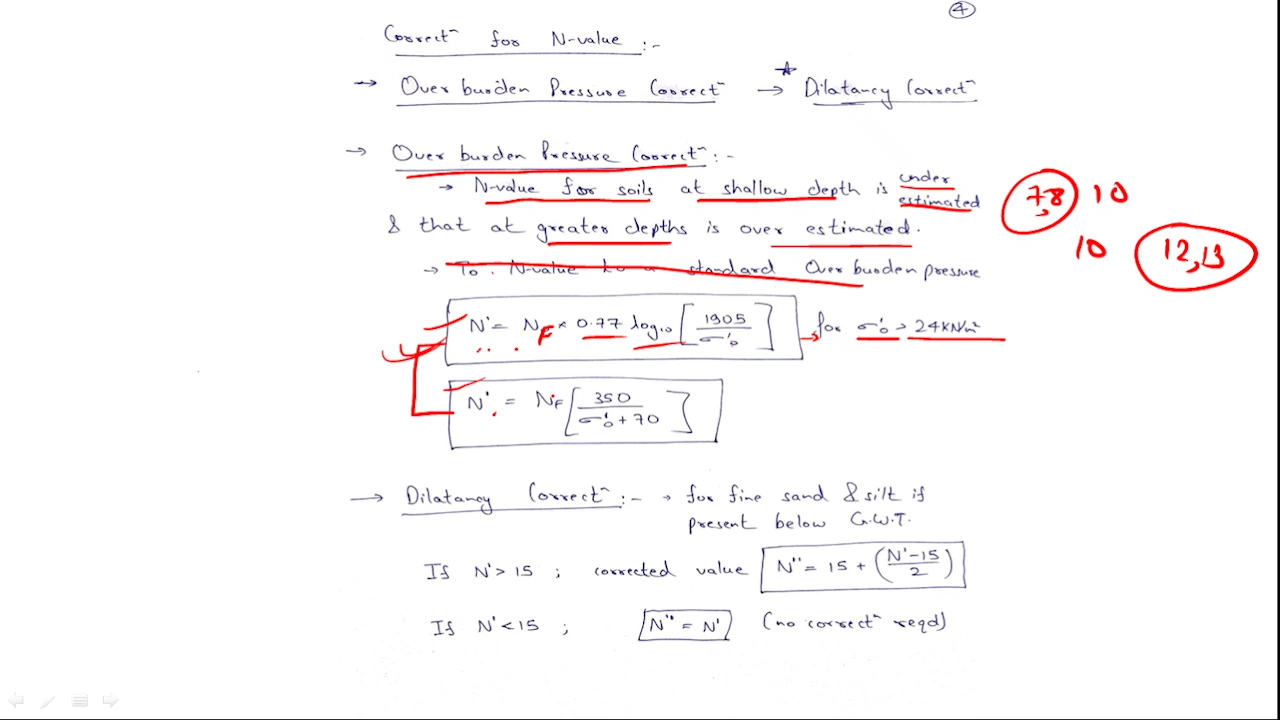 4
Correctⁿ for N-value :-
→ Over burden Pressure Correctⁿ → Dilatancy Correctⁿ
→ Over burden Pressure Correctⁿ :-
→ N-value for soils at shallow depth is under estimated 7,8 10
& that at greater depths is over estimated. 10 12,13
→ To. N-value to a standard Over burden pressure
N' = N_F × 0.77 log₁₀ [1905/σ'₀] → for σ'₀ > 24 kN/m²
N' = N_F [350/(σ'₀ + 70)]
→ Dilatancy Correctⁿ :- → for fine sand & silt if
present below G.W.T.
If N' > 15 ; corrected value N'' = 15 + (N'-15/2)
If N' < 15 ; N'' = N' (no correctⁿ reqd)